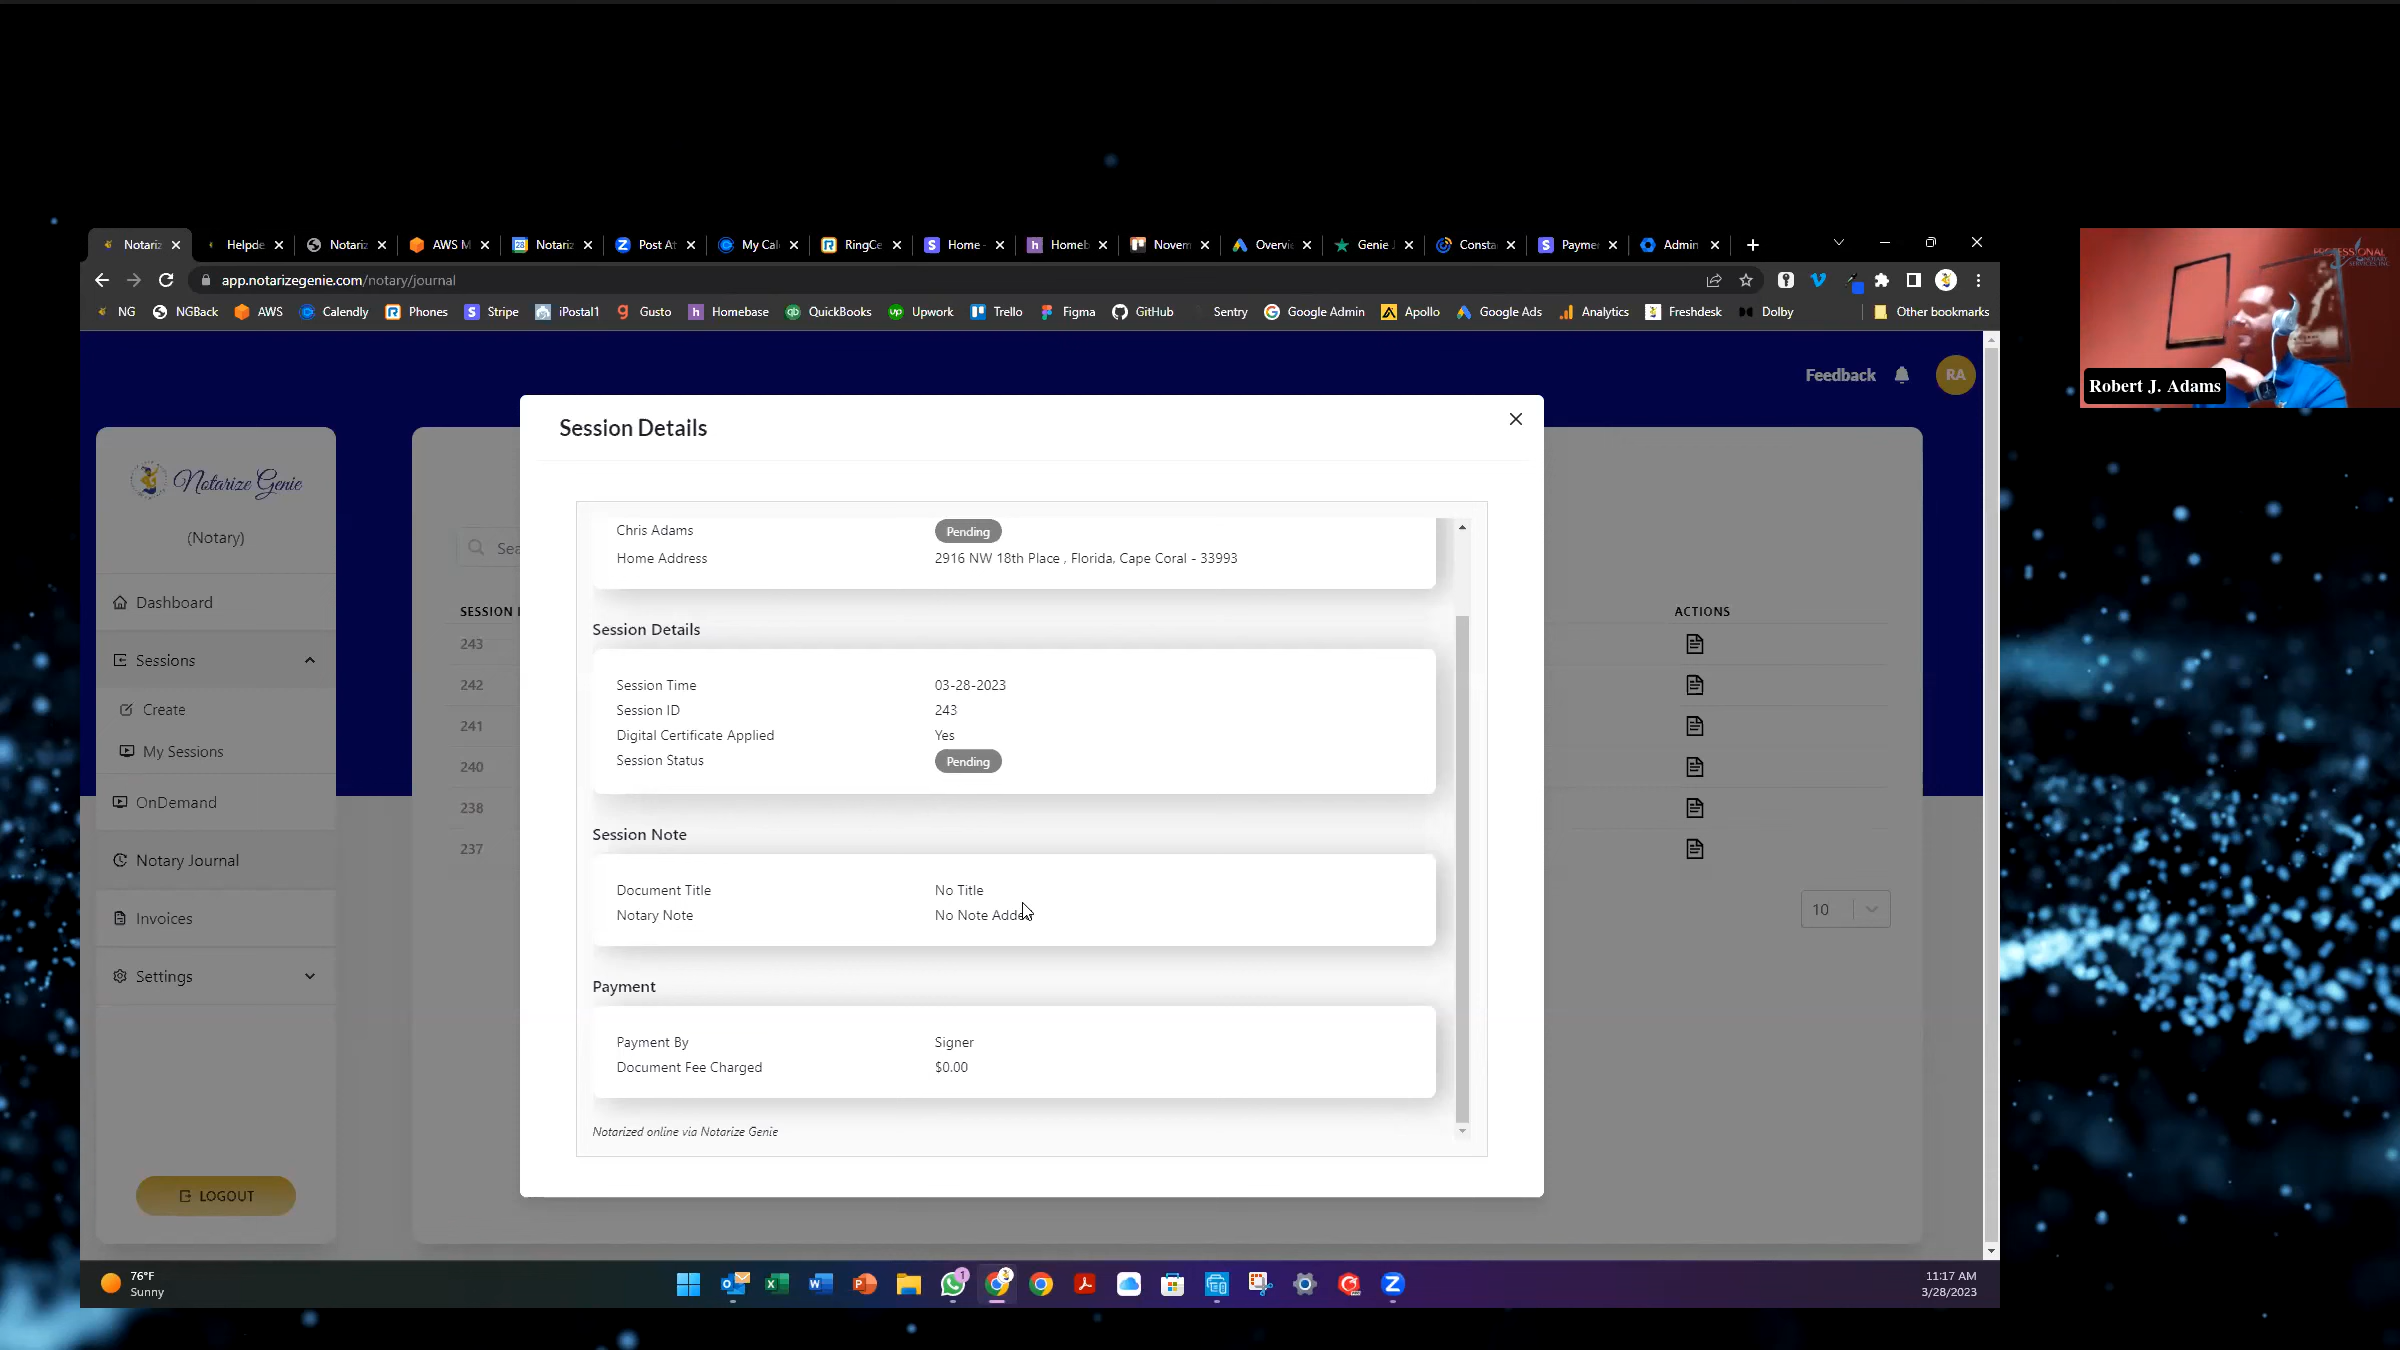 Notariz
Helpde
Notariz
AWS M
Notariz
Post At
My Cal
RingCe
Home -
Homeb
Novem
Overvi
Genie J
Consta
Payme
Admin
app.notarizegenie.com/notary/journal
NG
NGBack
AWS
Calendly
Phones
Stripe
iPostal1
Gusto
Homebase
QuickBooks
Upwork
Trello
Figma
GitHub
Sentry
Google Admin
Apollo
Google Ads
Analytics
Freshdesk
Dolby
Other bookmarks
Feedback
RA
Robert J. Adams
Notarize Genie
(Notary)
Dashboard
Sessions
Create
My Sessions
OnDemand
Notary Journal
Invoices
Settings
LOGOUT
Sea
SESSION
ACTIONS
243
242
241
240
238
237
10
Session Details
Chris Adams Pending
Home Address 2916 NW 18th Place , Florida, Cape Coral - 33993
Session Details
Session Time 03-28-2023
Session ID 243
Digital Certificate Applied Yes
Session Status Pending
Session Note
Document Title No Title
Notary Note No Note Added
Payment
Payment By Signer
Document Fee Charged $0.00
Notarized online via Notarize Genie
76°F
Sunny
1
11:17 AM
3/28/2023